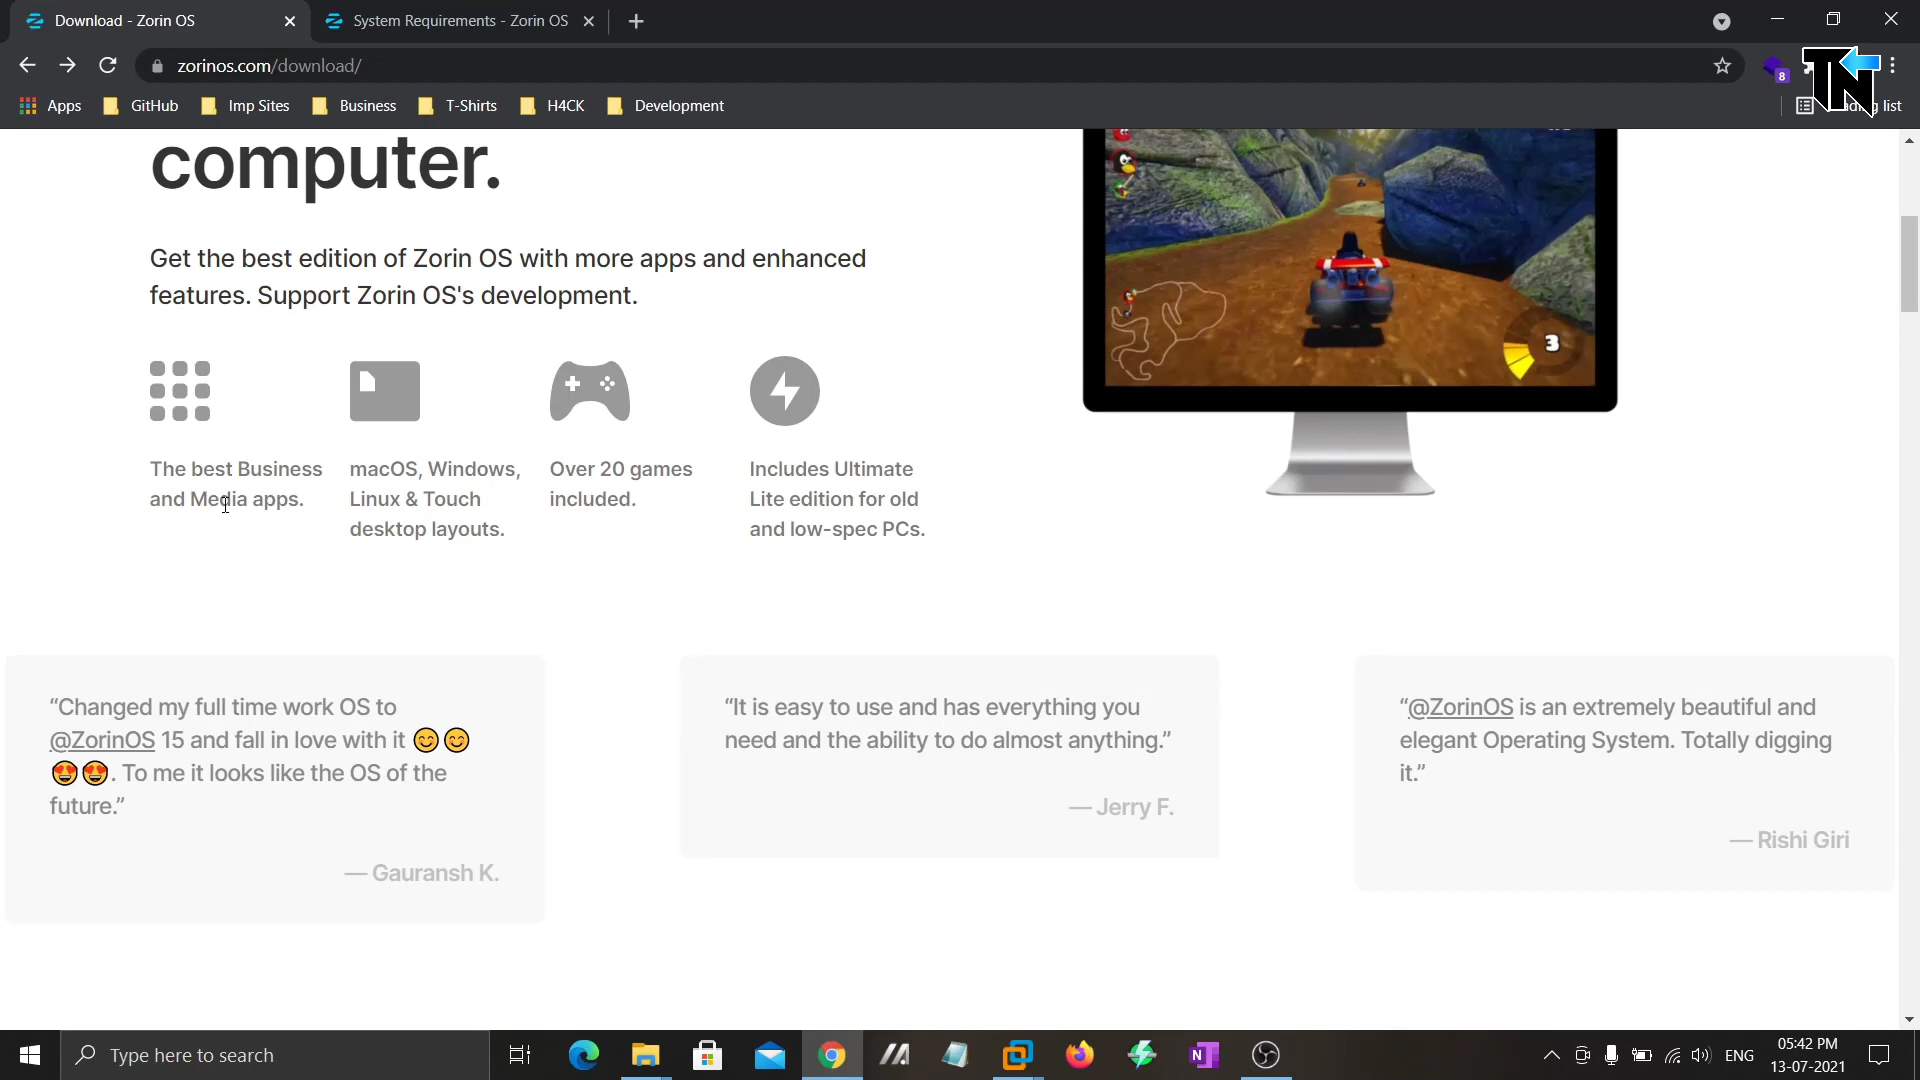 Download - Zorin OS
System Requirements - Zorin OS
zorinos.com/download/
8
Apps
GitHub
Imp Sites
Business
T-Shirts
H4CK
Development
list
computer.
Get the best edition of Zorin OS with more apps and enhanced
features. Support Zorin OS's development.
The best Business
and Media apps.
macOS, Windows,
Linux & Touch
desktop layouts.
Over 20 games
included.
Includes Ultimate
Lite edition for old
and low-spec PCs.
3
“Changed my full time work OS to
@ZorinOS 15 and fall in love with it 😊😊
😍😍. To me it looks like the OS of the
future.”
— Gauransh K.
“It is easy to use and has everything you
need and the ability to do almost anything.”
— Jerry F.
“@ZorinOS is an extremely beautiful and
elegant Operating System. Totally digging
it.”
— Rishi Giri
Type here to search
N
ENG
05:42 PM
13-07-2021